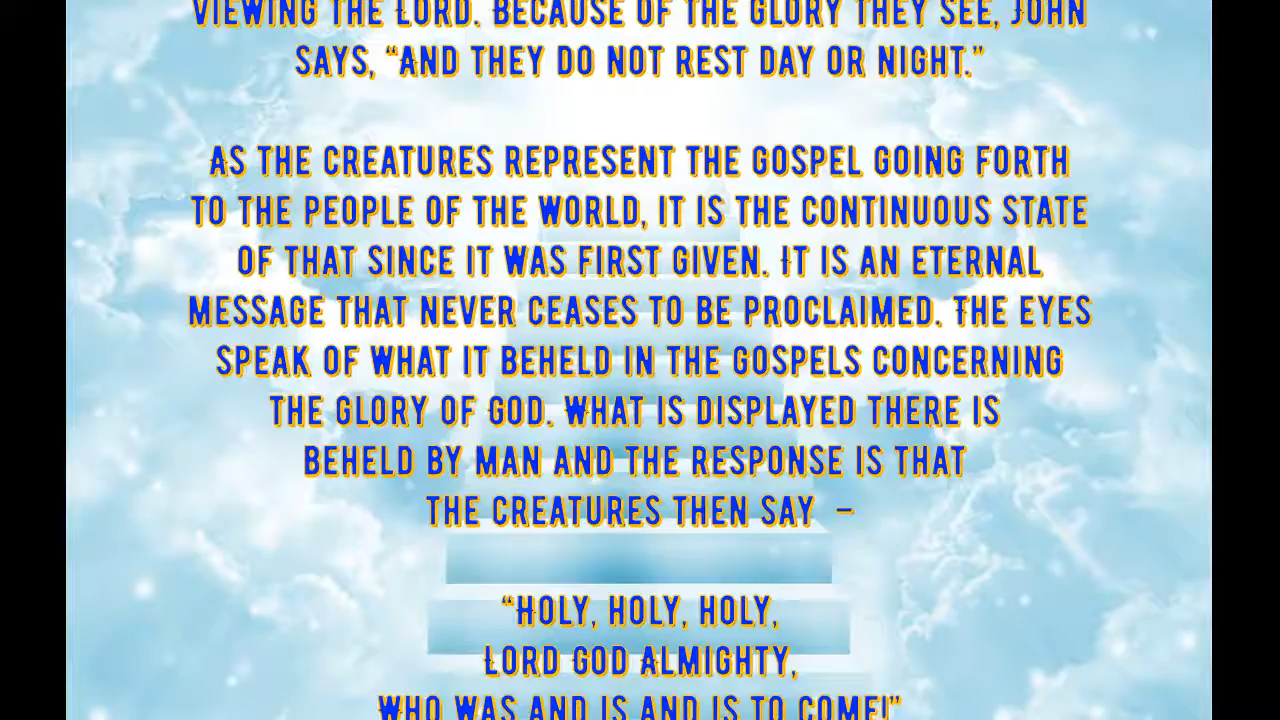 VIEWING THE LORD. BECAUSE OF THE GLORY THEY SEE, JOHN
SAYS, “AND THEY DO NOT REST DAY OR NIGHT.”
AS THE CREATURES REPRESENT THE GOSPEL GOING FORTH
TO THE PEOPLE OF THE WORLD, IT IS THE CONTINUOUS STATE
OF THAT SINCE IT WAS FIRST GIVEN. IT IS AN ETERNAL
MESSAGE THAT NEVER CEASES TO BE PROCLAIMED. THE EYES
SPEAK OF WHAT IT BEHELD IN THE GOSPELS CONCERNING
THE GLORY OF GOD. WHAT IS DISPLAYED THERE IS
BEHELD BY MAN AND THE RESPONSE IS THAT
THE CREATURES THEN SAY –
“HOLY, HOLY, HOLY,
LORD GOD ALMIGHTY,
WHO WAS AND IS AND IS TO COME!”